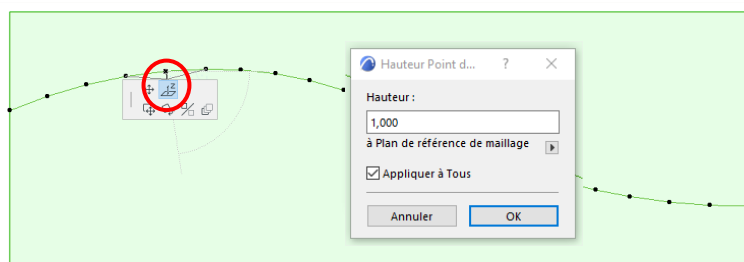 Hauteur Point d... ?
Hauteur :
1,000
à Plan de référence de maillage
Appliquer à Tous
Annuler OK